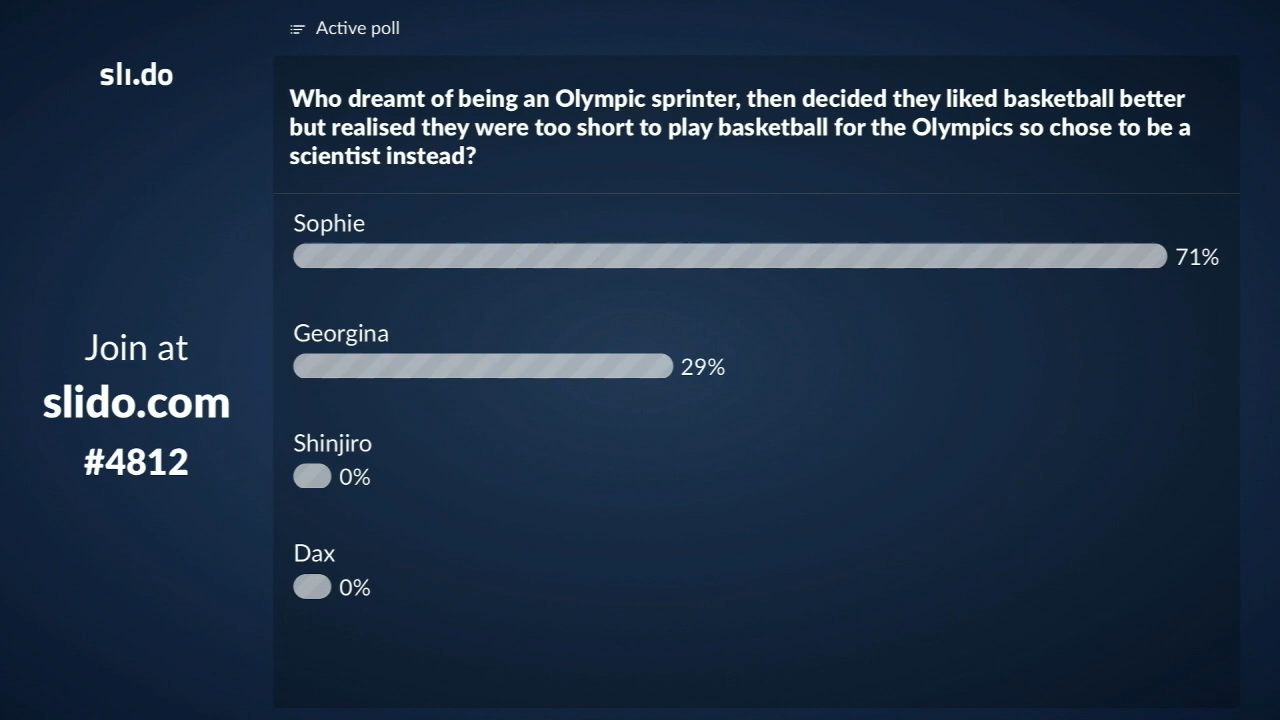 Active poll
sli.do
Who dreamt of being an Olympic sprinter, then decided they liked basketball better
but realised they were too short to play basketball for the Olympics so chose to be a
scientist instead?
Sophie
71%
Georgina
29%
Shinjiro
0%
Dax
0%
Join at
slido.com
#4812